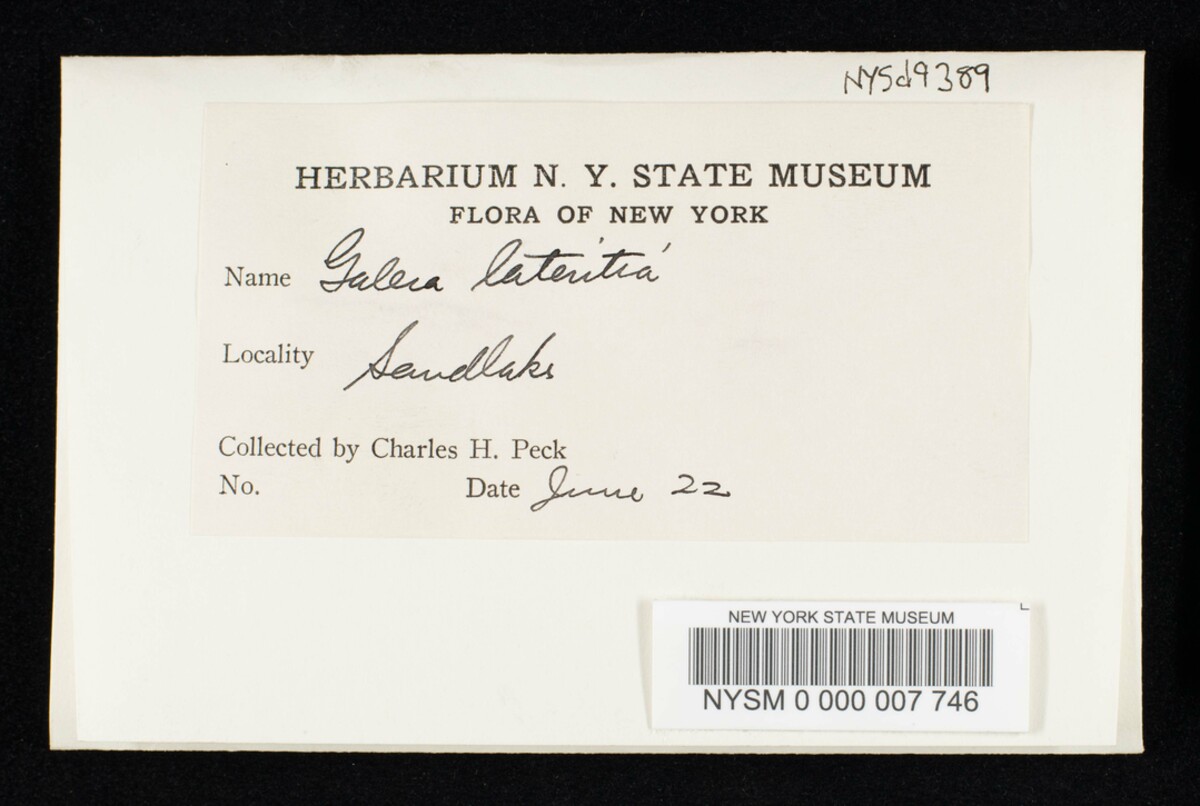 NYSd9389
HERBARIUM N. Y. STATE MUSEUM
FLORA OF NEW YORK
Name Galera lateritia
Locality Sandlake
Collected by Charles H. Peck
No. Date June 22
NEW YORK STATE MUSEUM
NYSM 0 000 007 746